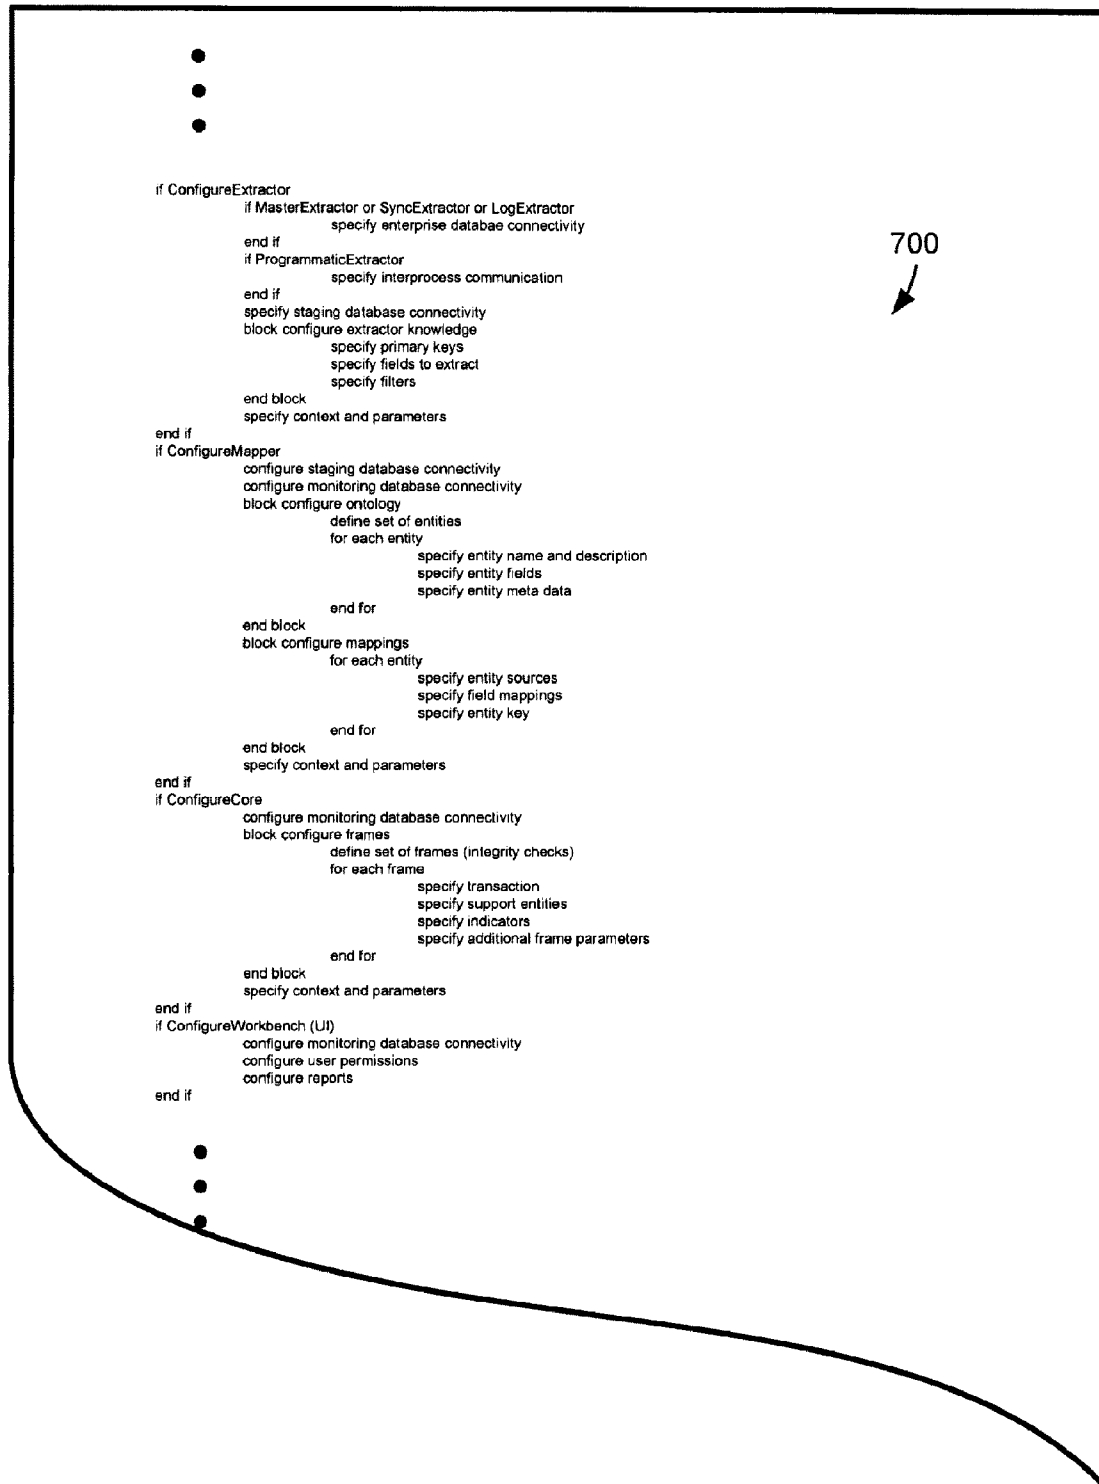 if ConfigureExtractor
if MasterExtractor or SyncExtractor or LogExtractor
specify enterprise databae connectivity
end if
700
if ProgrammaticExtractor
specify interprocess communication
end if
specify staging database connectivity
block configure extractor knowledge
specify primary keys
specify fields to extract
specify filters
end block
specify context and parameters
end if
if ConfigureMapper
configure staging database connectivity
configure monitoring database connectivity
block configure ontology
define set of entities
for each entity
specify entity name and description
specify entity fields
specify entity meta data
end for
end block
block configure mappings
for each entity
specify entity sources
specify field mappings
specify entity key
end for
end block
specify context and parameters
end if
if ConfigureCore
configure monitoring database connectivity
block configure frames
define set of frames (integrity checks)
for each frame
specify transaction
specify support entities
specify indicators
specify additional frame parameters
end for
end block
specify context and parameters
end if
if ConfigureWorkbench (UI)
configure monitoring database connectivity
configure user permissions
configure reports
end if